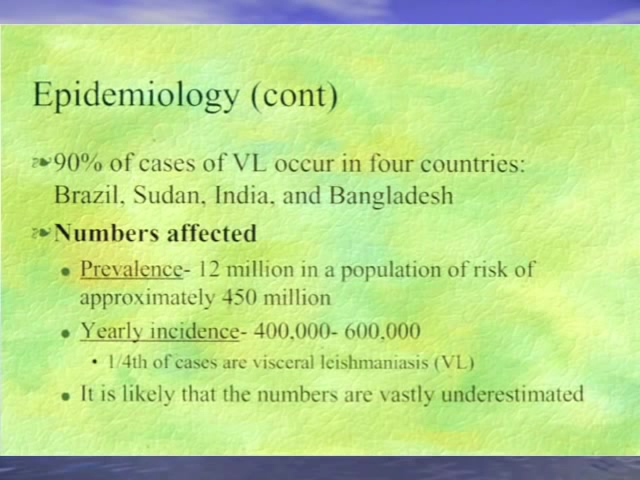 Epidemiology (cont)
90% of cases of VL occur in four countries:
Brazil, Sudan, India, and Bangladesh
Numbers affected
Prevalence- 12 million in a population of risk of
approximately 450 million
Yearly incidence- 400,000- 600,000
1/4th of cases are visceral leishmaniasis (VL)
It is likely that the numbers are vastly underestimated